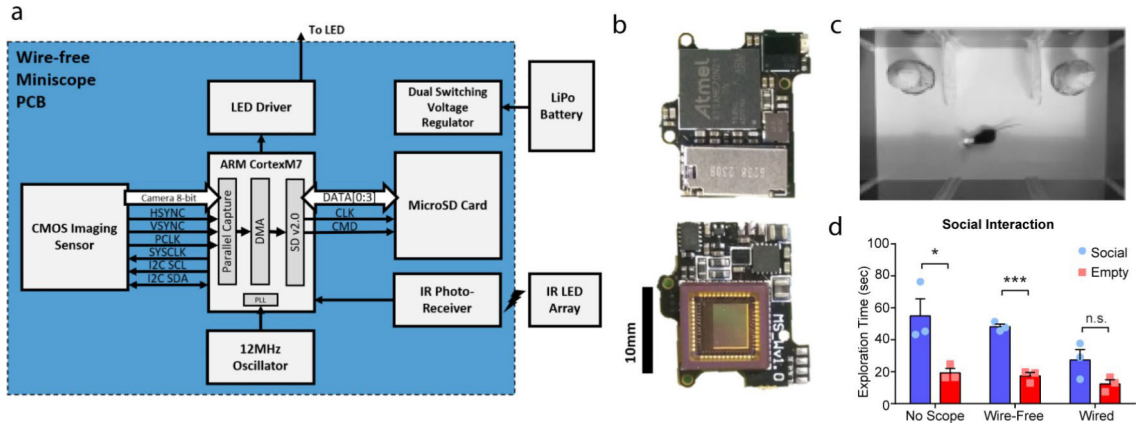 a
Wire-free
Miniscope
PCB
To LED
LED Driver
Dual Switching
Voltage
Regulator
LiPo
Battery
ARM CortexM7
CMOS Imaging
Sensor
Camera 8-bit
HSYNC
VSYNC
PCLK
SYSCLK
I2C SCL
I2C SDA
Parallel Capture
DMA
SD v2.0
PLL
DATA[0:3]
CLK
CMD
MicroSD Card
IR Photo-
Receiver
IR LED
Array
12MHz
Oscillator
b
Atmel
10mm
MS_Wv1.0
c
d
Social Interaction
Social
Empty
Exploration Time (sec)
100
80
60
40
20
0
*
***
n.s.
No Scope
Wire-Free
Wired